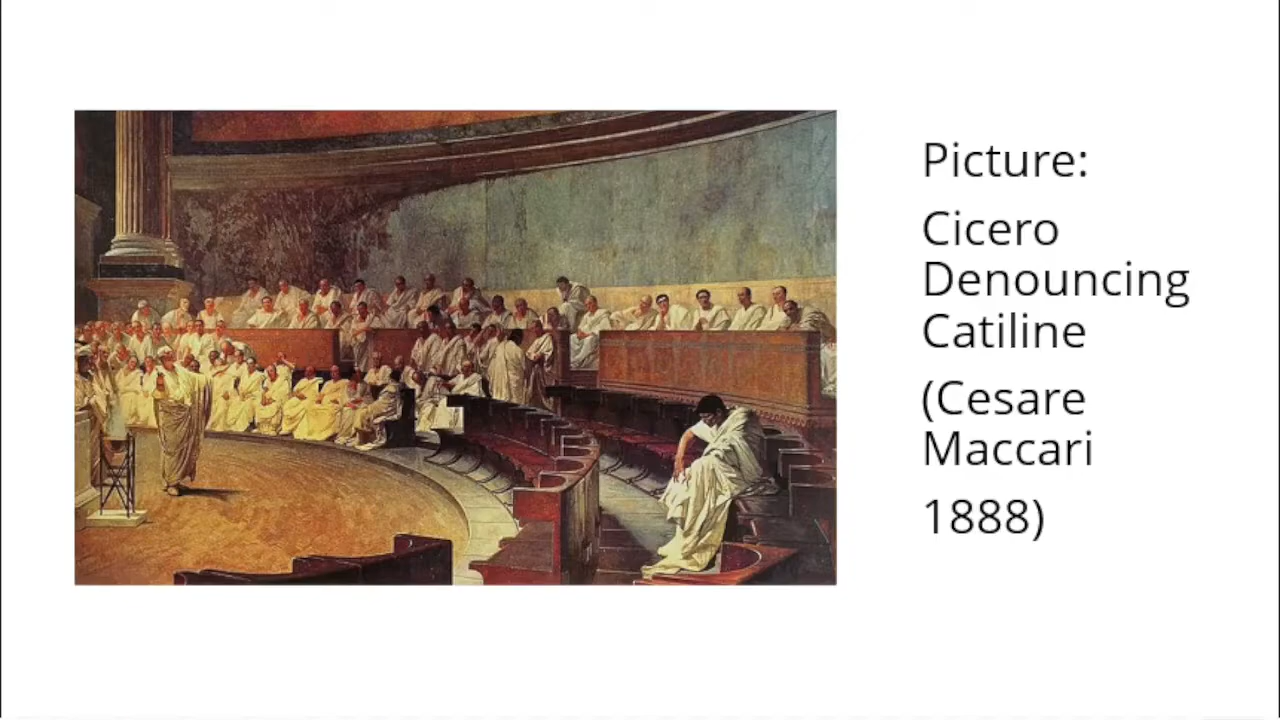 Picture:
Cicero
Denouncing
Catiline
(Cesare
Maccari
1888)